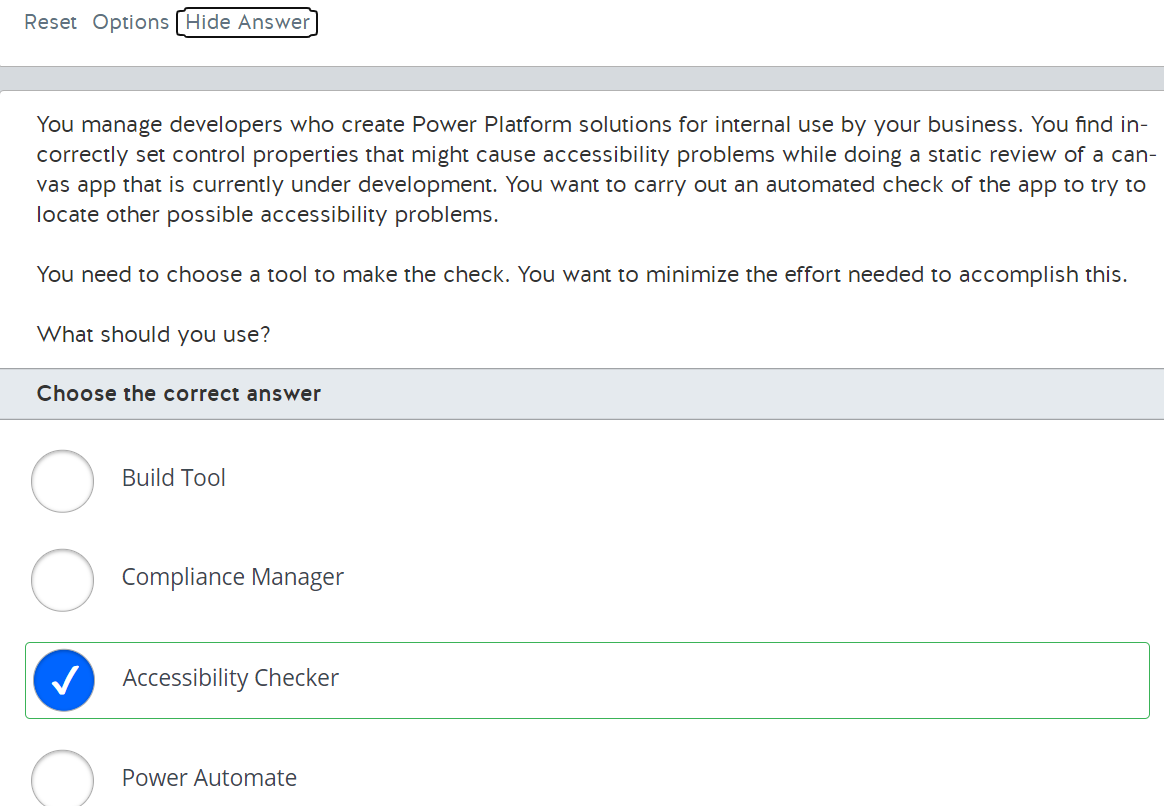 Reset Options Hide Answer
You manage developers who create Power Platform solutions for internal use by your business. You find in-
correctly set control properties that might cause accessibility problems while doing a static review of a can-
vas app that is currently under development. You want to carry out an automated check of the app to try to
locate other possible accessibility problems.
You need to choose a tool to make the check. You want to minimize the effort needed to accomplish this.
What should you use?
Choose the correct answer
Build Tool
Compliance Manager
Accessibility Checker
Power Automate